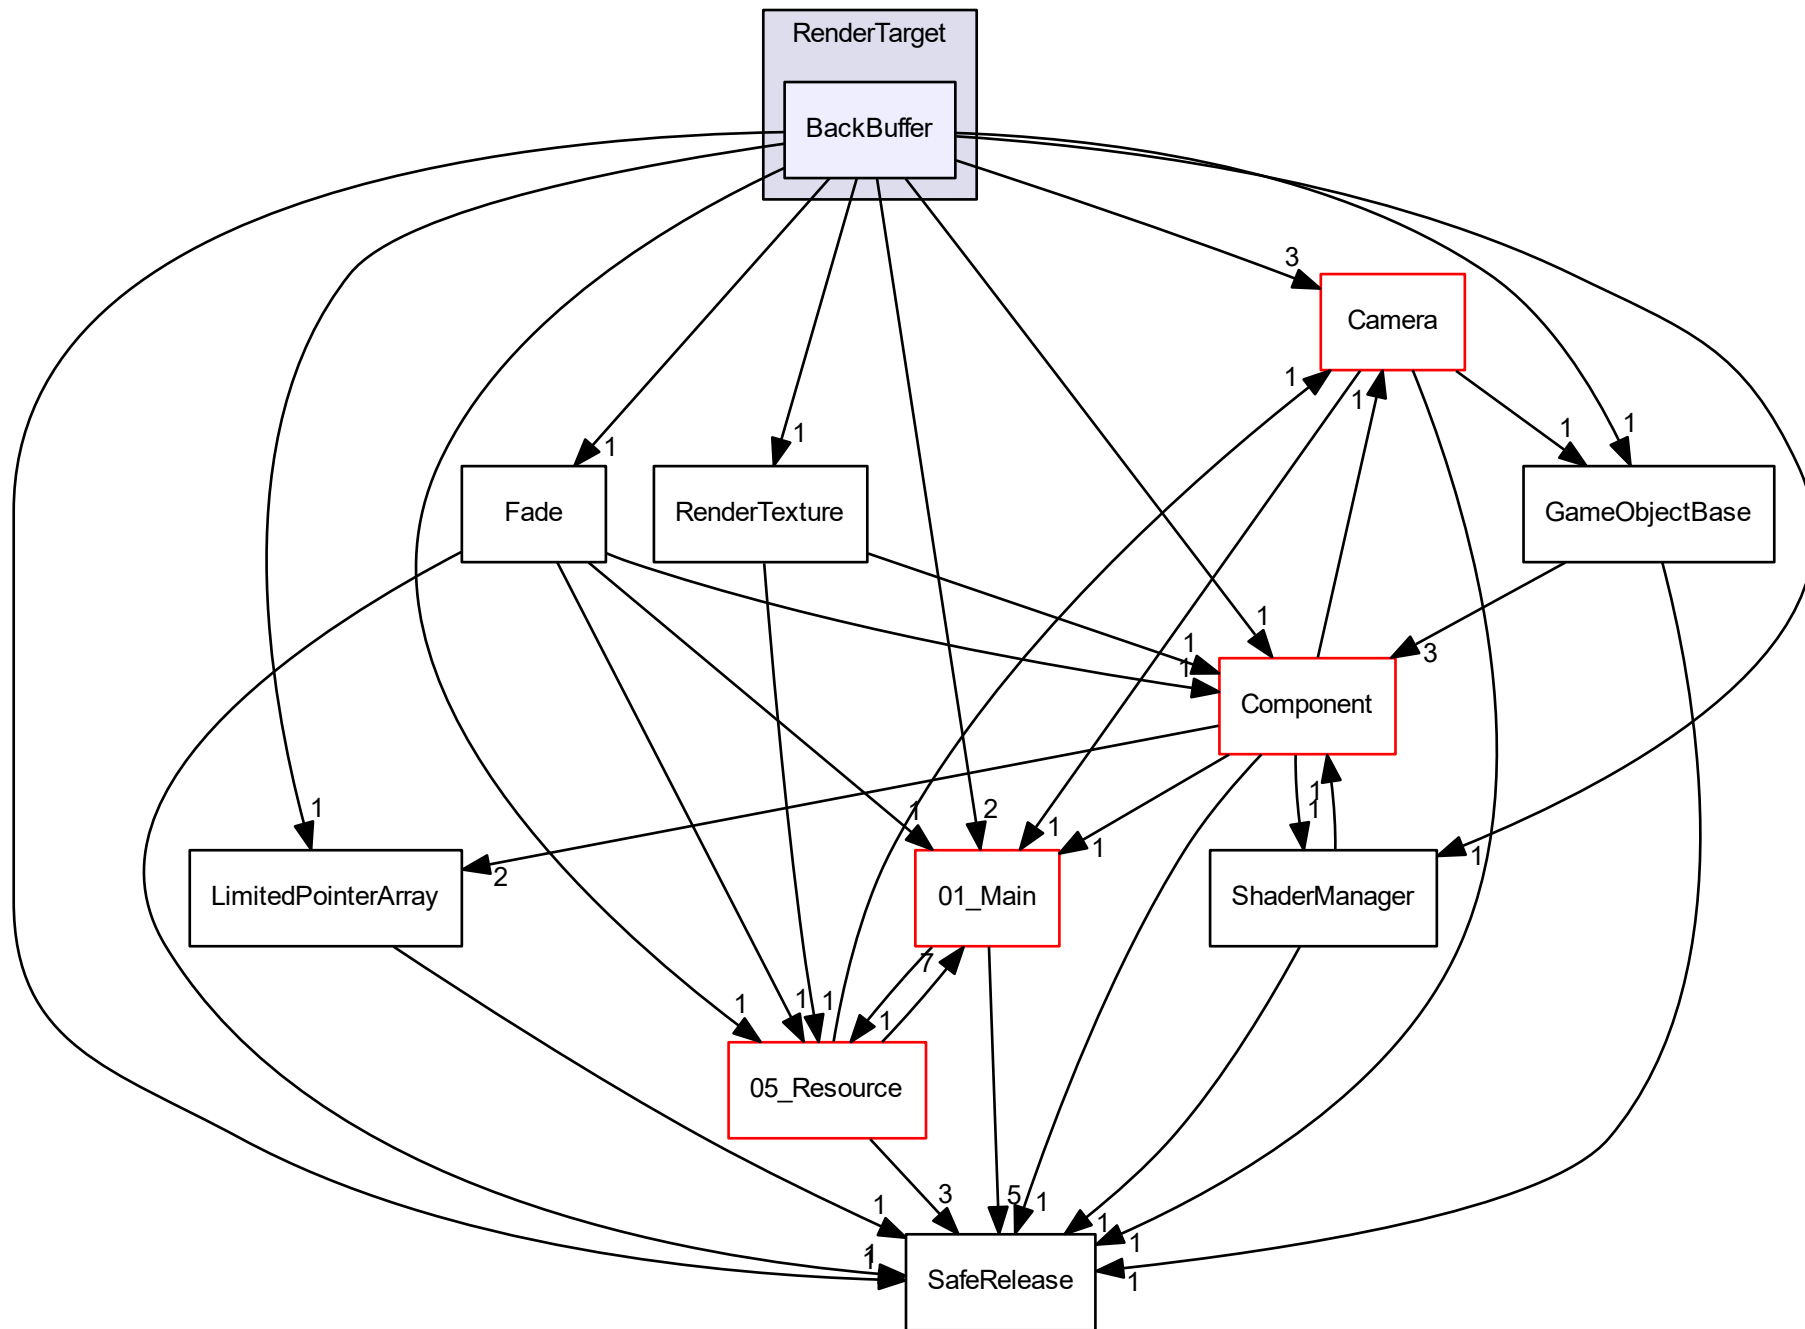 RenderTarget
BackBuffer
3
Camera
1
1
1
1
1
1
Fade
RenderTexture
GameObjectBase
1
1
1
3
Component
1
1
1
2
1
1
1
1
2
LimitedPointerArray
01_Main
ShaderManager
7
1
1
1
1
05_Resource
3
5
1
1
1
1
1
1
1
SafeRelease